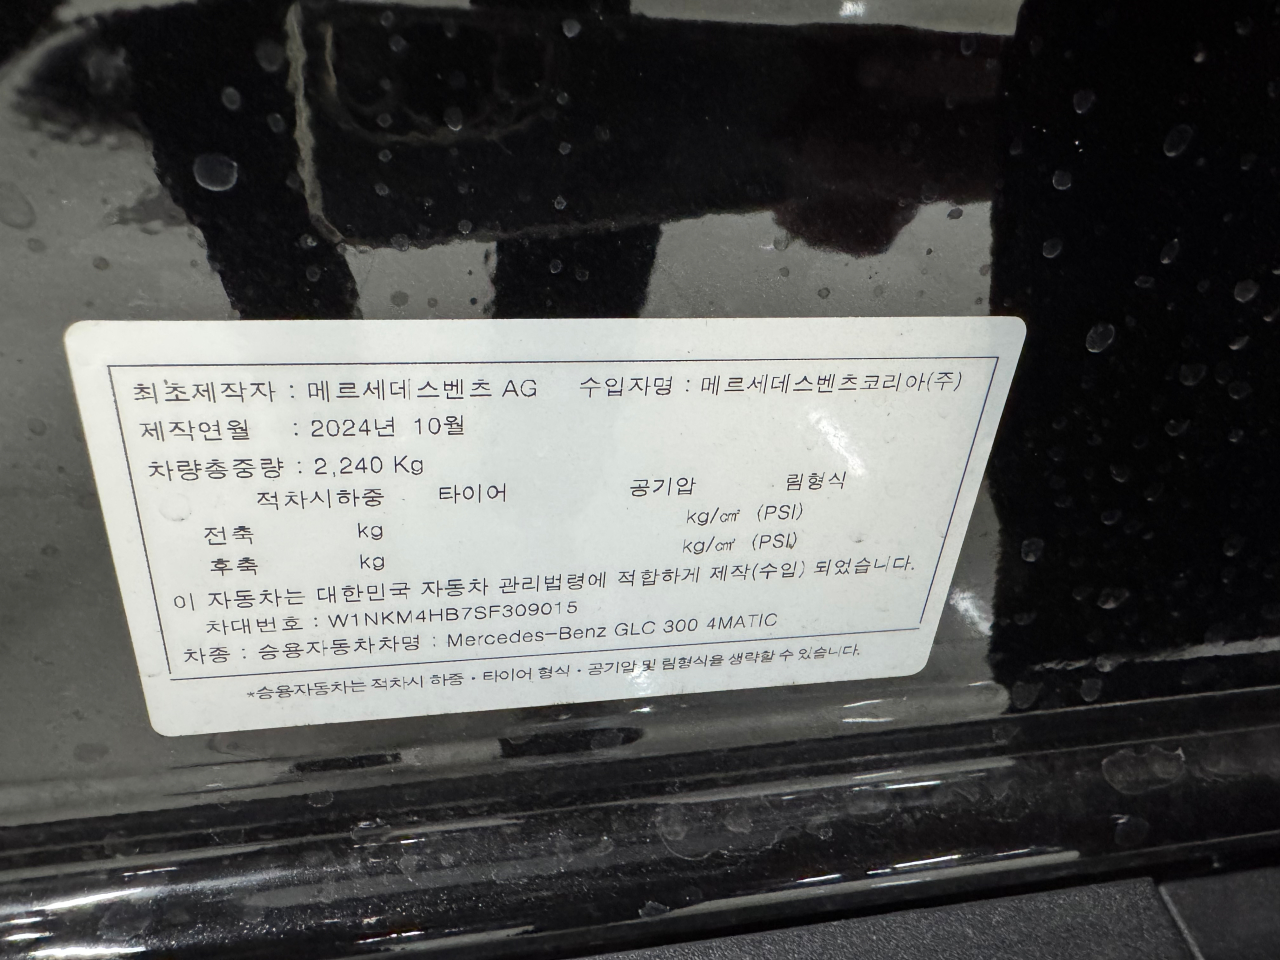 최초제작자 : 메르세데스벤츠 AG 수입자명 : 메르세데스벤츠코리아(주)
제작연월 : 2024년 10월
차량총중량 : 2,240 Kg
적차시하중 타이어 공기압 림형식
전축 kg kg/㎠ (PSI)
후축 kg kg/㎠ (PSI)
이 자동차는 대한민국 자동차 관리법령에 적합하게 제작(수입) 되었습니다.
차대번호 : W1NKM4HB7SF309015
차종 : 승용자동차차명 : Mercedes-Benz GLC 300 4MATIC
*승용자동차는 적차시 하중 · 타이어 형식 · 공기압 및 림형식을 생략할 수 있습니다.